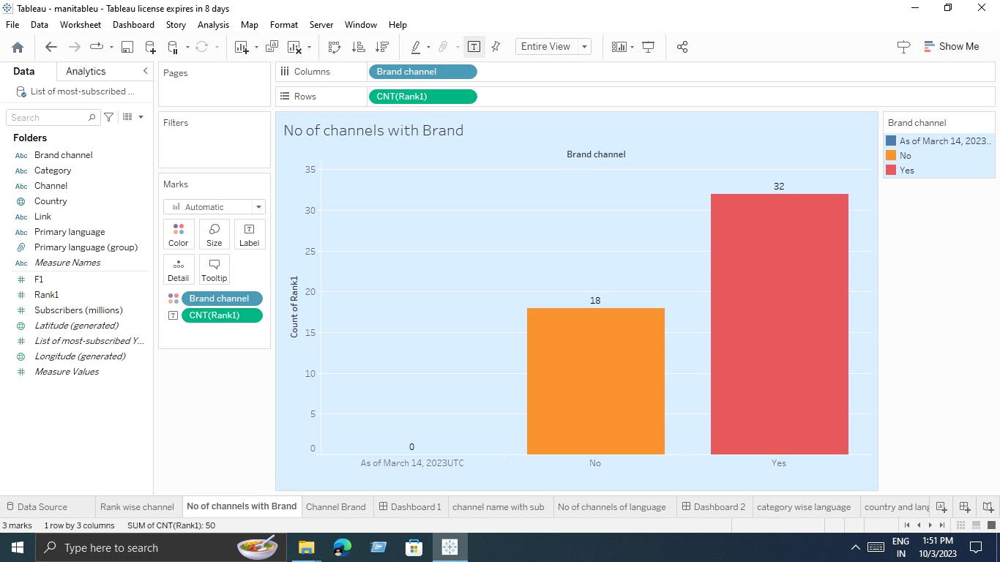 Tableau - manitableu - Tableau license expires in 8 days
File Data Worksheet Dashboard Story Analysis Map Format Server Window Help
Entire View
Show Me
Data
Analytics
List of most-subscribed ...
Search
Folders
Abc Brand channel
Abc Category
Abc Channel
Country
Abc Link
Abc Primary language
Primary language (group)
Abc Measure Names
# F1
# Rank1
# Subscribers (millions)
Latitude (generated)
# List of most-subscribed Y...
Longitude (generated)
# Measure Values
Pages
Filters
Marks
Automatic
Color
Size
T
Label
Detail
Tooltip
Brand channel
T CNT(Rank1)
Columns
Brand channel
Rows
CNT(Rank1)
No of channels with Brand
Brand channel
Count of Rank1
35
30
25
20
15
10
5
0
0
18
32
As of March 14, 2023UTC
No
Yes
Brand channel
As of March 14, 2023..
No
Yes
Data Source
Rank wise channel
No of channels with Brand
Channel Brand
Dashboard 1
channel name with sub
No of channels of language
Dashboard 2
category wise language
country and lang
3 marks
1 row by 3 columns
SUM of CNT(Rank1): 50
Type here to search
ENG
IN
1:51 PM
10/3/2023